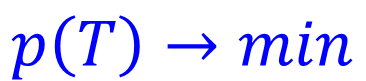 p(T) → min